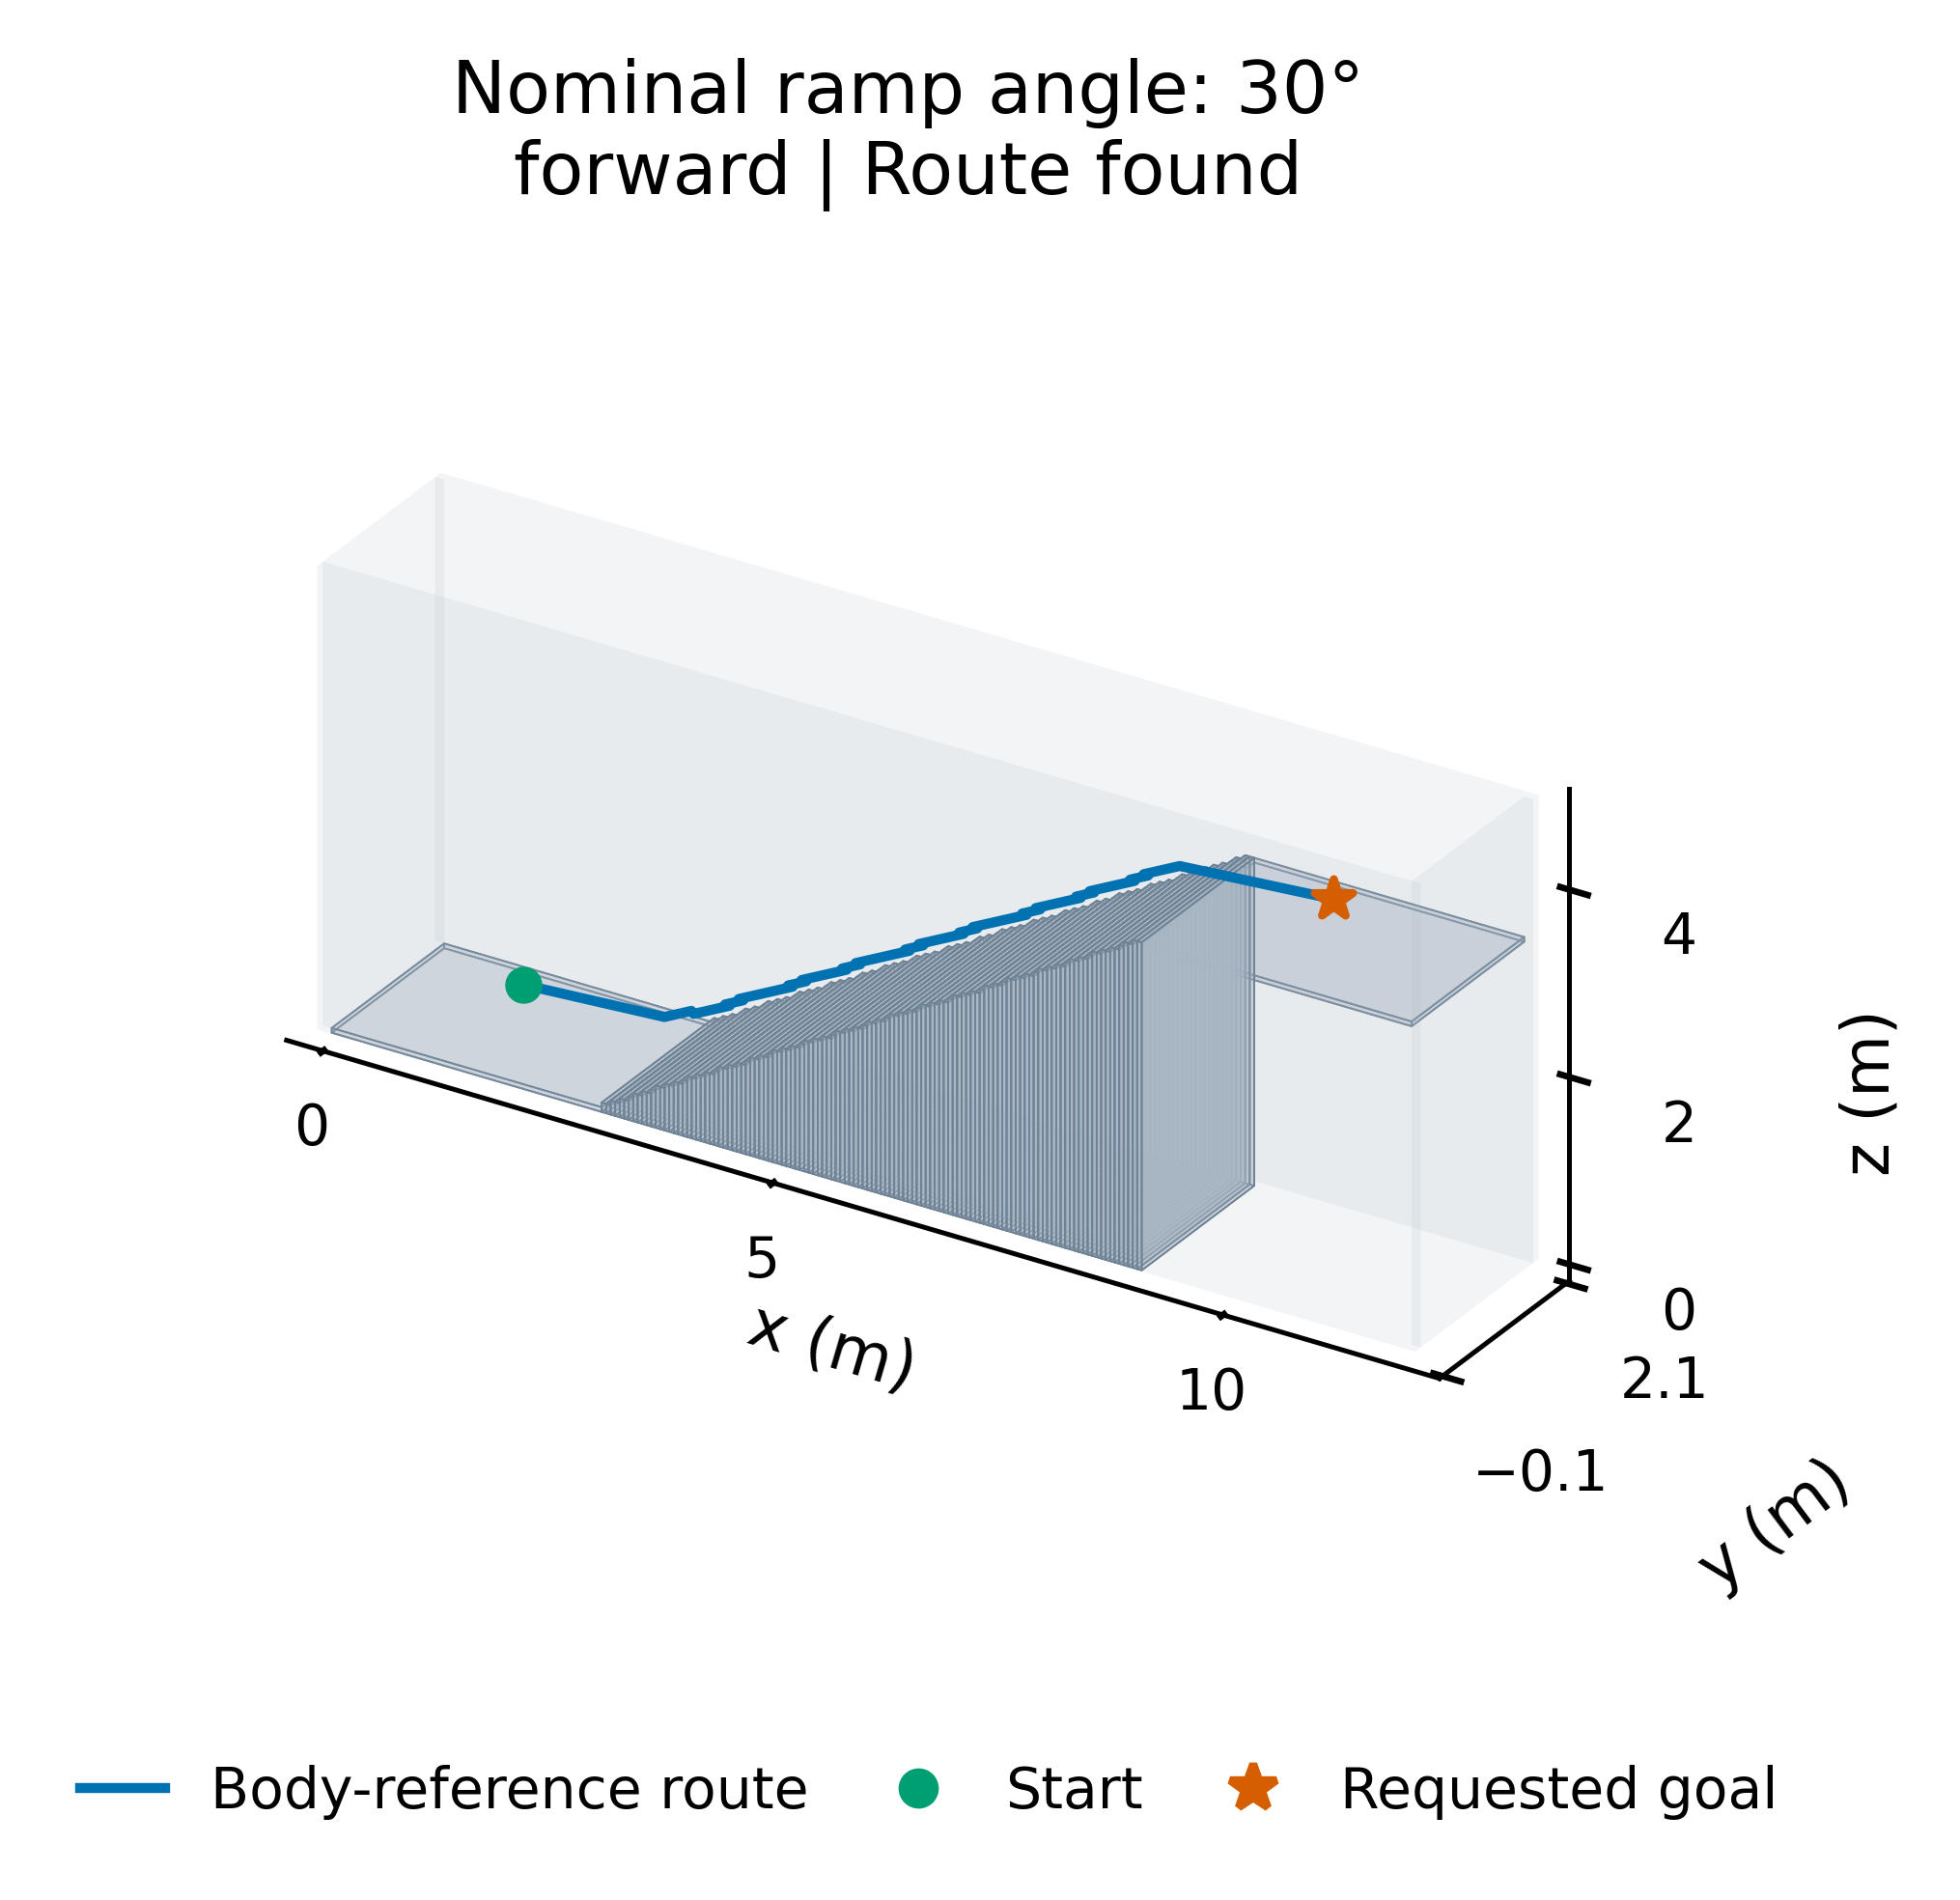 Nominal ramp angle: 30°
forward | Route found
4
2
0
2.1
−0.1
0
5
10
x (m)
y (m)
z (m)
Body-reference route
Start
Requested goal